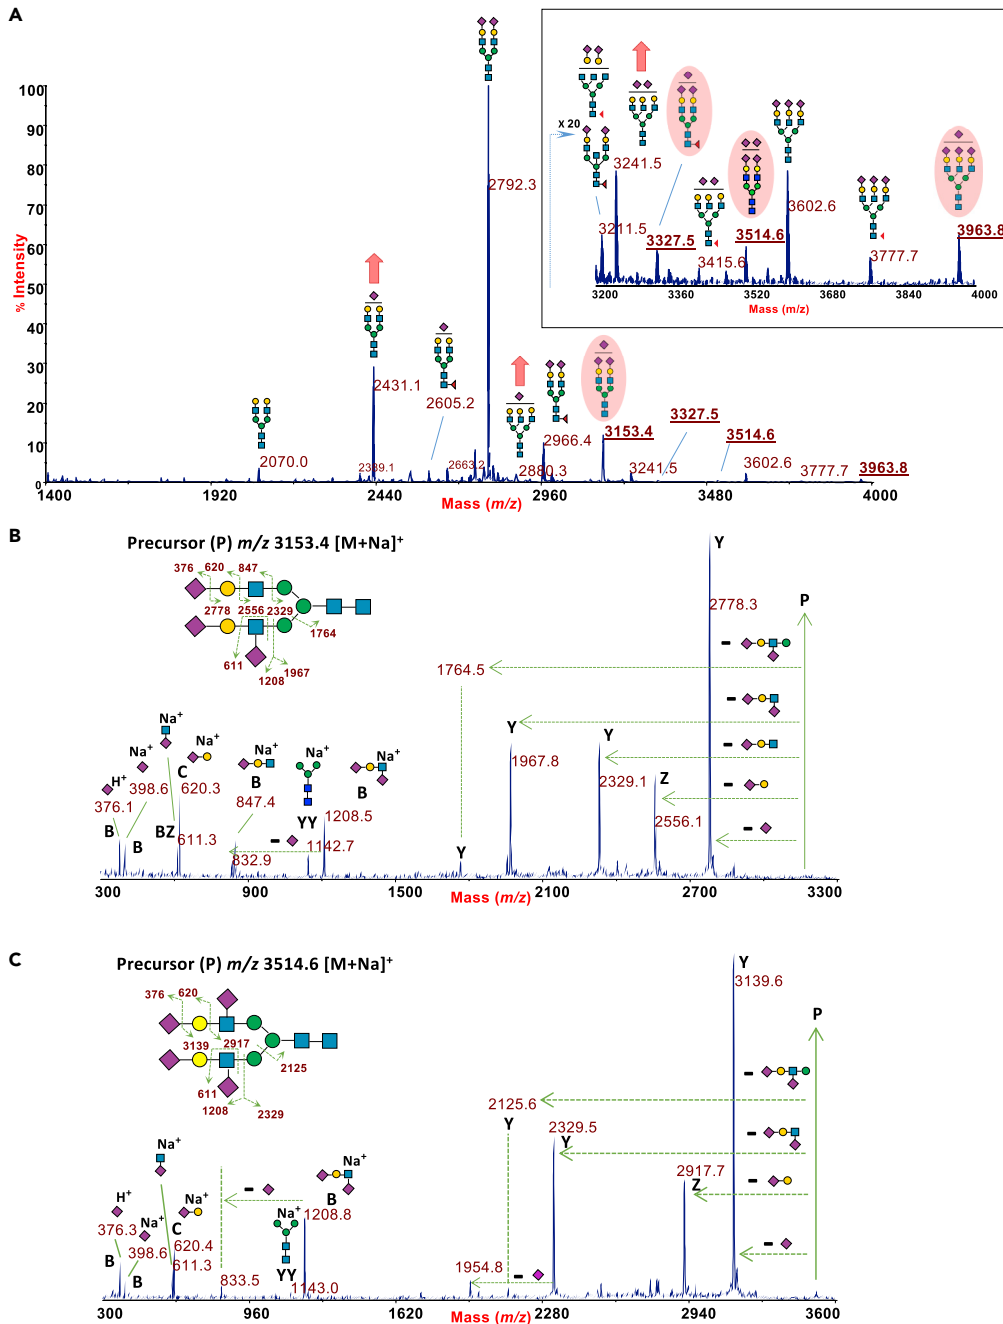 A
100
90
80
70
60
50
40
30
20
10
0
% Intensity
2792.3
2431.1
2605.2
2070.0
2339.1
2663.2
2880.3
2966.4
3153.4
3241.5
3327.5
3514.6
3602.6
3777.7
3963.8
1400
1920
2440
2960
3480
4000
Mass (m/z)
X 20
3211.5
3241.5
3327.5
3415.6
3514.6
3602.6
3777.7
3963.8
3200
3360
3520
3680
3840
4000
Mass (m/z)
B
Precursor (P) m/z 3153.4 [M+Na]+
376
620
847
2778
2556
2329
1764
611
1967
1208
Y
2778.3
P
1764.5
Y
1967.8
Y
2329.1
Z
2556.1
Na+
Na+
Na+
Na+
Na+
Na+
H+
376.1
398.6
C
620.3
B
847.4
B
1208.5
B
B
BZ
611.3
832.9
YY
1142.7
Y
300
900
1500
2100
2700
3300
Mass (m/z)
C
Precursor (P) m/z 3514.6 [M+Na]+
376
620
3139
2917
2125
611
1208
2329
Y
3139.6
P
2125.6
Y
2329.5
Y
2917.7
Z
Na+
H+
Na+
Na+
Na+
Na+
376.3
398.6
C
620.4
611.3
B
1208.8
B
B
833.5
YY
1143.0
1954.8
300
960
1620
2280
2940
3600
Mass (m/z)